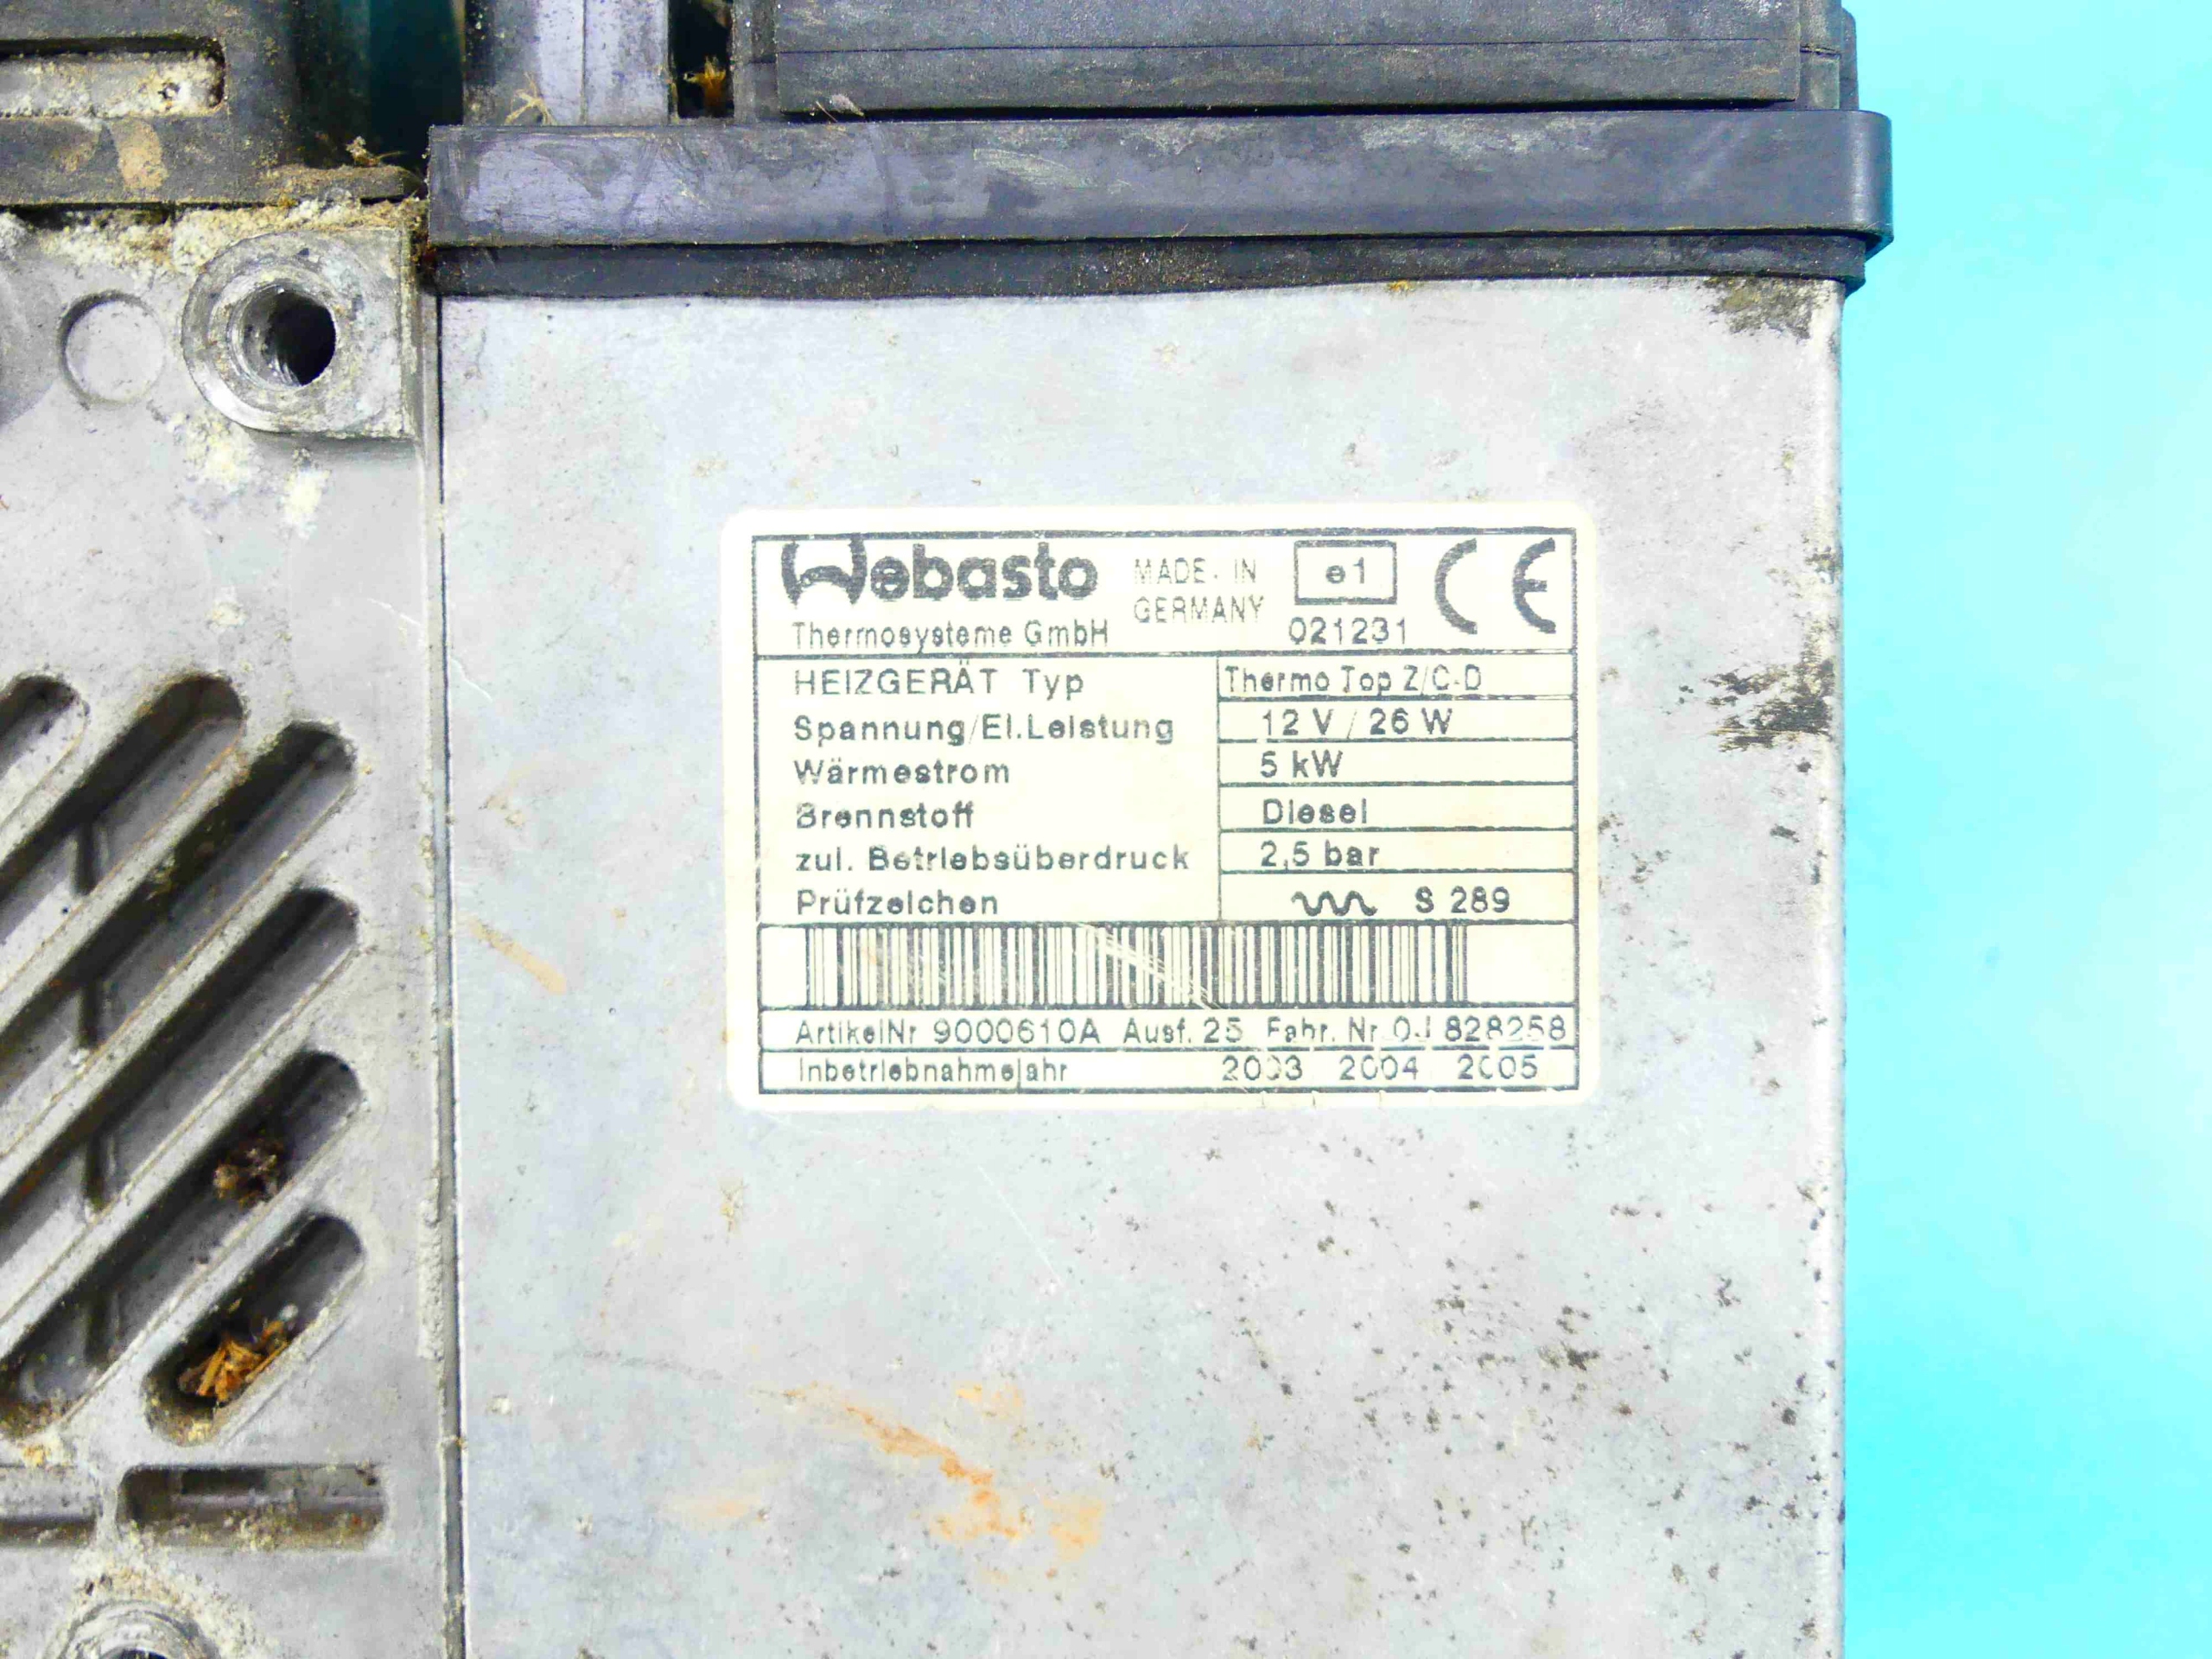 Webasto MADE IN e1 CE
Thermosysteme GmbH GERMANY 021231
HEIZGERÄT Typ Thermo Top Z/C-D
Spannung/El.Leistung 12 V / 26 W
Wärmestrom 5 kW
Brennstoff Diesel
zul. Betriebsüberdruck 2,5 bar
Prüfzeichen S 289
ArtikelNr 9000610A Ausf. 25 Fabr. Nr 828258
Inbetriebnahmejahr 2003 2004 2005